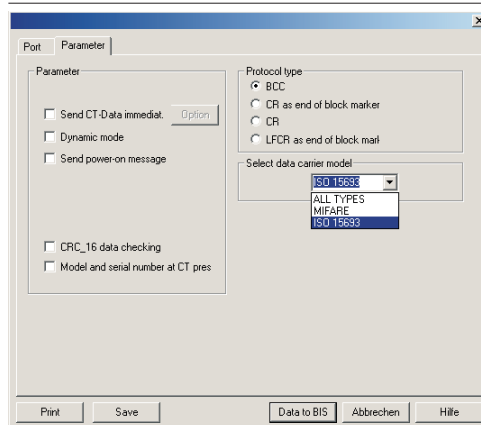 Port Parameter
Parameter
Send CT-Data immediat. Option
Dynamic mode
Send power-on message
CRC_16 data checking
Model and serial number at CT pres
Protocol type
BCC
CR as end of block marker
CR
LFCR as end of block mark
Select data carrier model
ISO 15693
ALL TYPES
MIFARE
ISO 15693
Print Save Data to BIS Abbrechen Hilfe